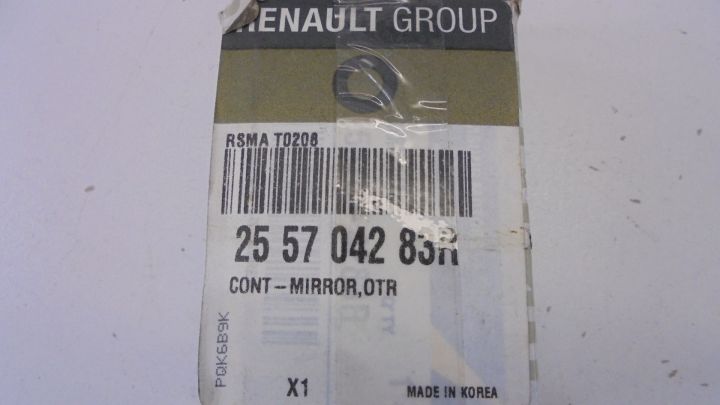 RENAULT GROUP
RSMA T0208
25 57 042 83R
CONT-MIRROR,OTR
PQK6B9K
X1
MADE IN KOREA